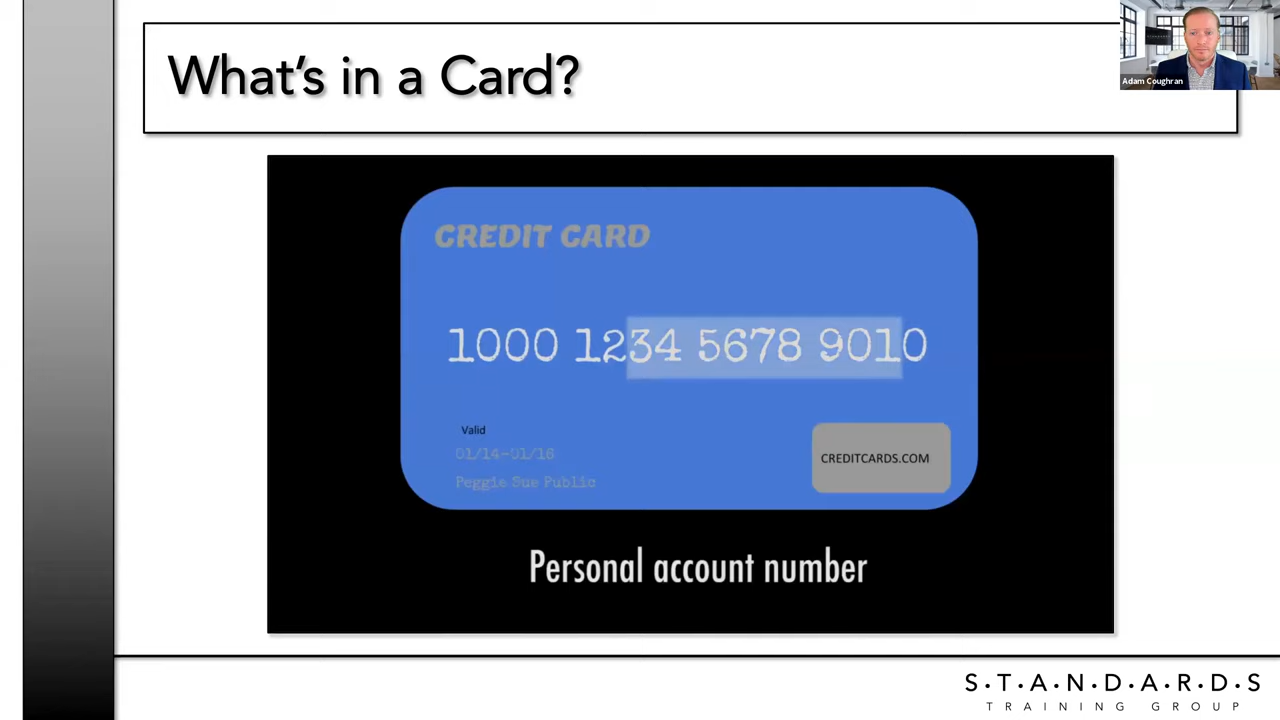 What's in a Card?
Adam Coughran
CREDIT CARD
1000 1234 5678 9010
Valid
01/14-01/16
Peggie Sue Public
CREDITCARDS.COM
Personal account number
S·T·A·N·D·A·R·D·S
TRAINING GROUP